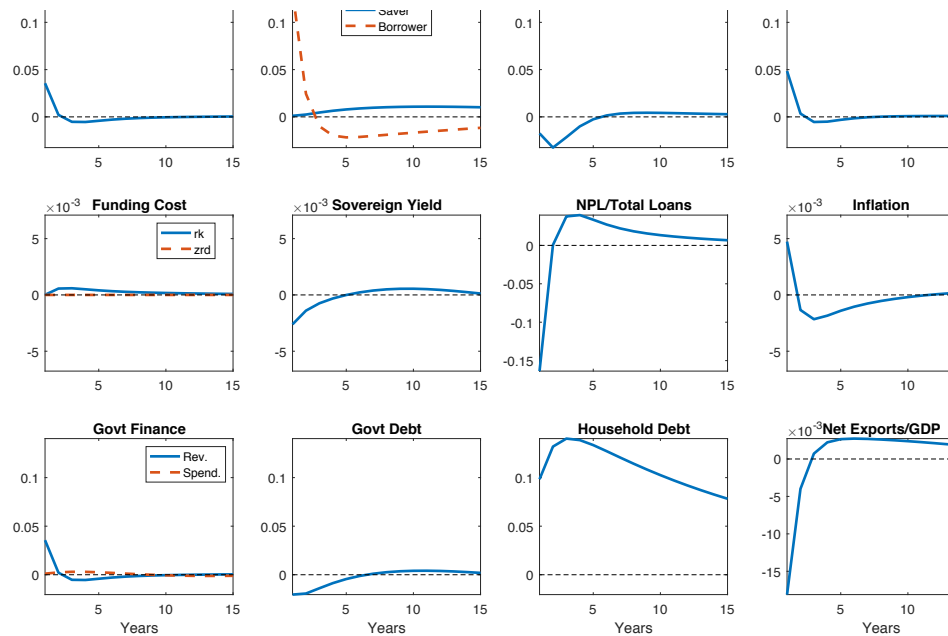 0.1 0.1 0.1 0.1
Saver
Borrower
0.05 0.05 0.05 0.05
0 0 0 0
5 10 15 5 10 15 5 10 15 5 10
×10-3 Funding Cost ×10-3 Sovereign Yield NPL/Total Loans ×10-3 Inflation
5 5 0 5
rk
zrd
0 0 -0.05 0
-0.1
-5 -5 -0.15 -5
5 10 15 5 10 15 5 10 15 5 10
Govt Finance Govt Debt Household Debt ×10-3 Net Exports/GDP
Rev.
Spend.
0.1 0.1 0.1 0
0.05 0.05 0.05 -5
-10
0 0 0 -15
5 10 15 5 10 15 5 10 15 5 10
Years Years Years Years